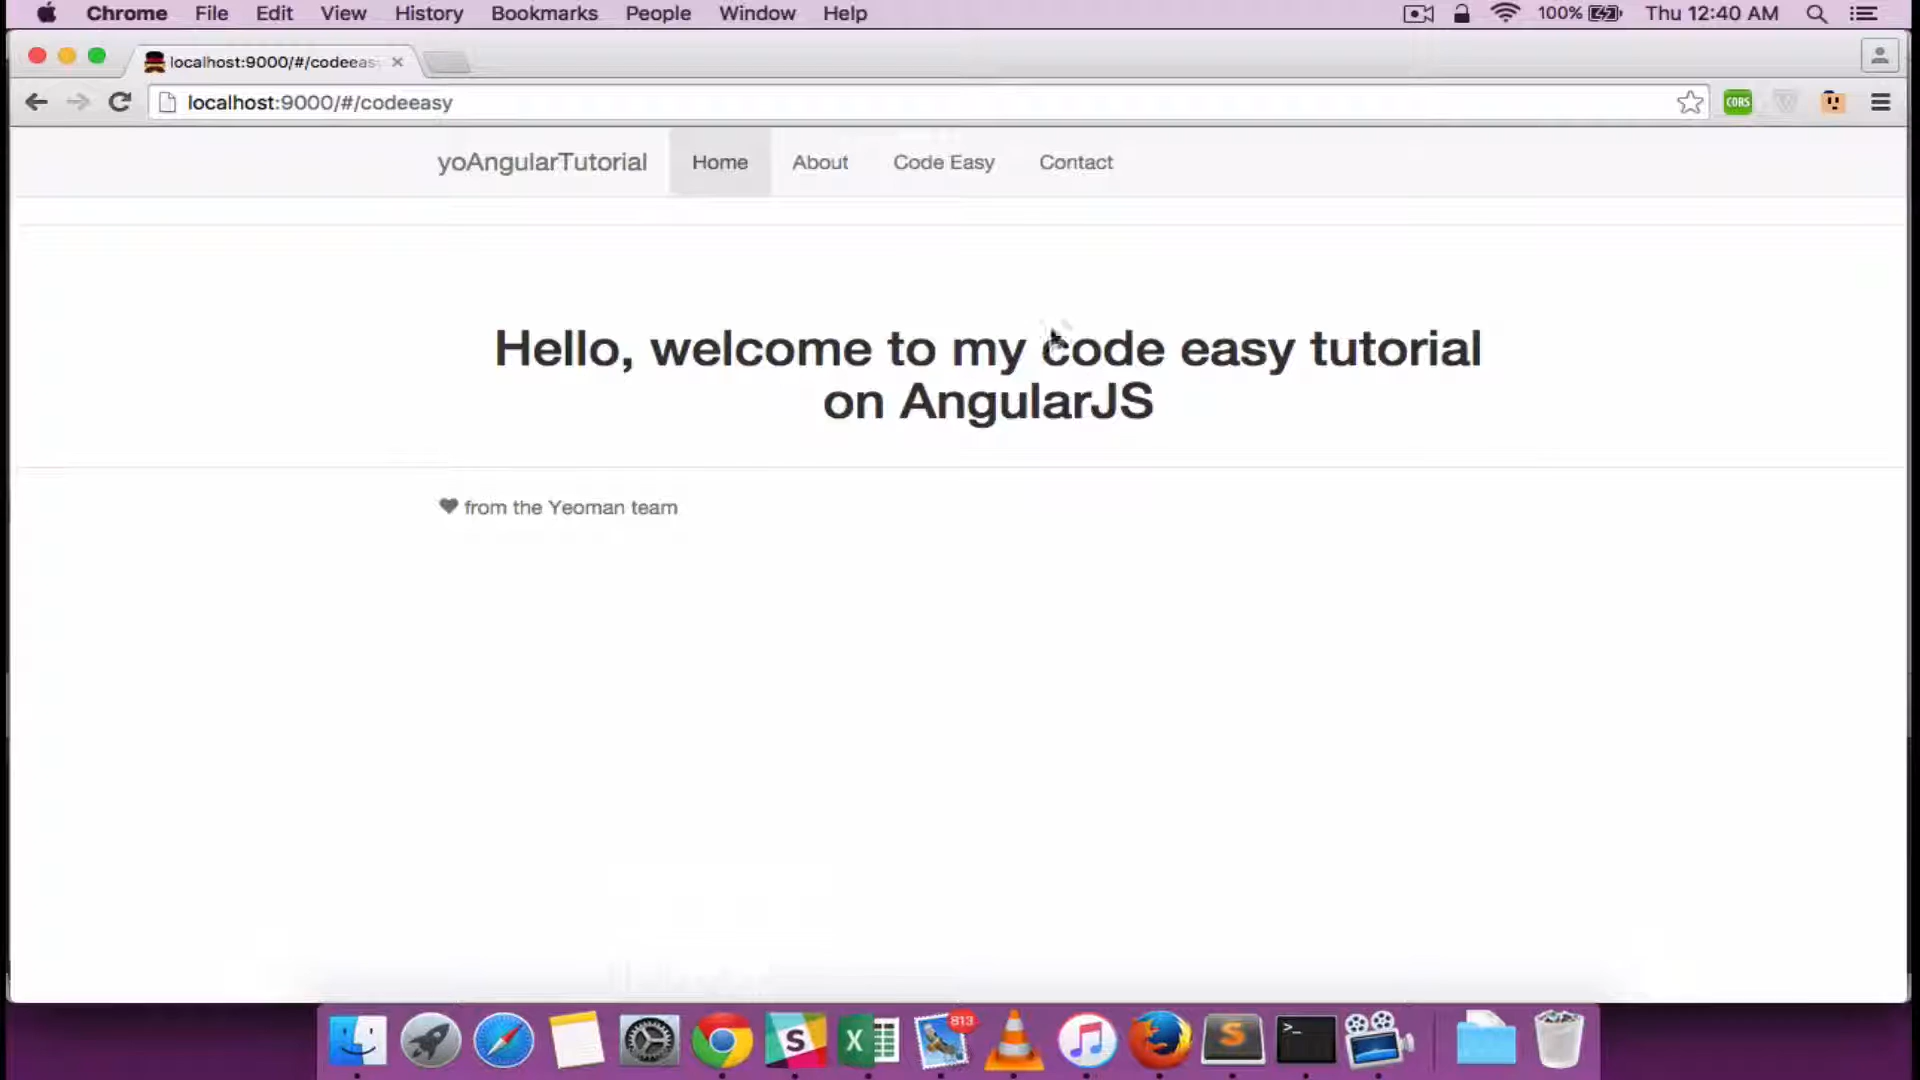 Chrome File Edit View History Bookmarks People Window Help 100% Thu 12:40 AM
localhost:9000/#/codeeas
localhost:9000/#/codeeasy CORS
yoAngularTutorial Home About Code Easy Contact
Hello, welcome to my code easy tutorial
on AngularJS
from the Yeoman team
813
S X S >_